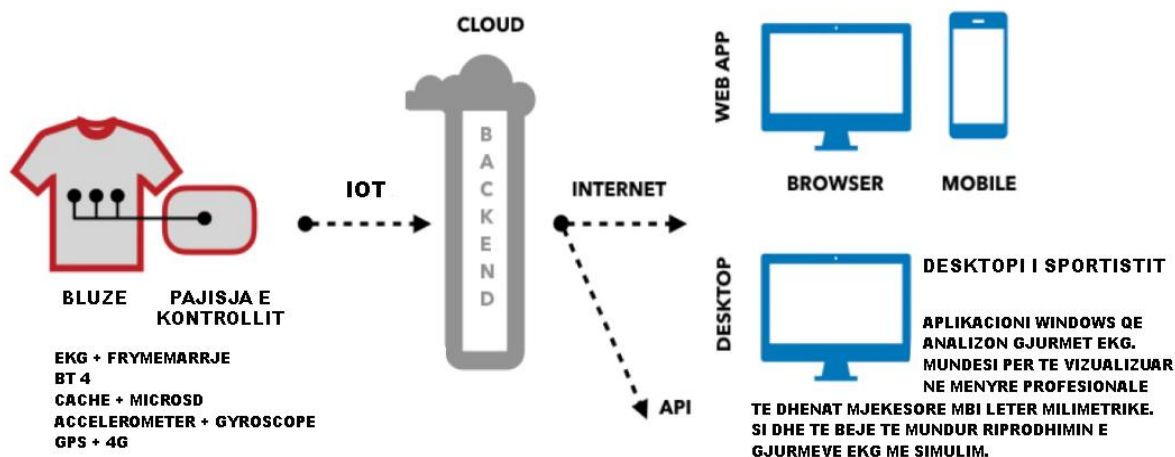 CLOUD
BACKEND
IOT
BLUZE
PAJISJA E
KONTROLLIT
EKG + FRYMEMARRJE
BT 4
CACHE + MICROSD
ACCELEROMETER + GYROSCOPE
GPS + 4G
INTERNET
API
WEB APP
BROWSER
MOBILE
DESKTOP
DESKTOPI I SPORTISTIT
APLIKACIONI WINDOWS QE
ANALIZON GJURMET EKG.
MUNDESI PER TE VIZUALIZUAR
NE MENYRE PROFESIONALE
TE DHENAT MJEKESORE MBI LETER MILIMETRIKE.
SI DHE TE BEJE TE MUNDUR RIPRODHIMIN E
GJURMEVE EKG ME SIMULIM.